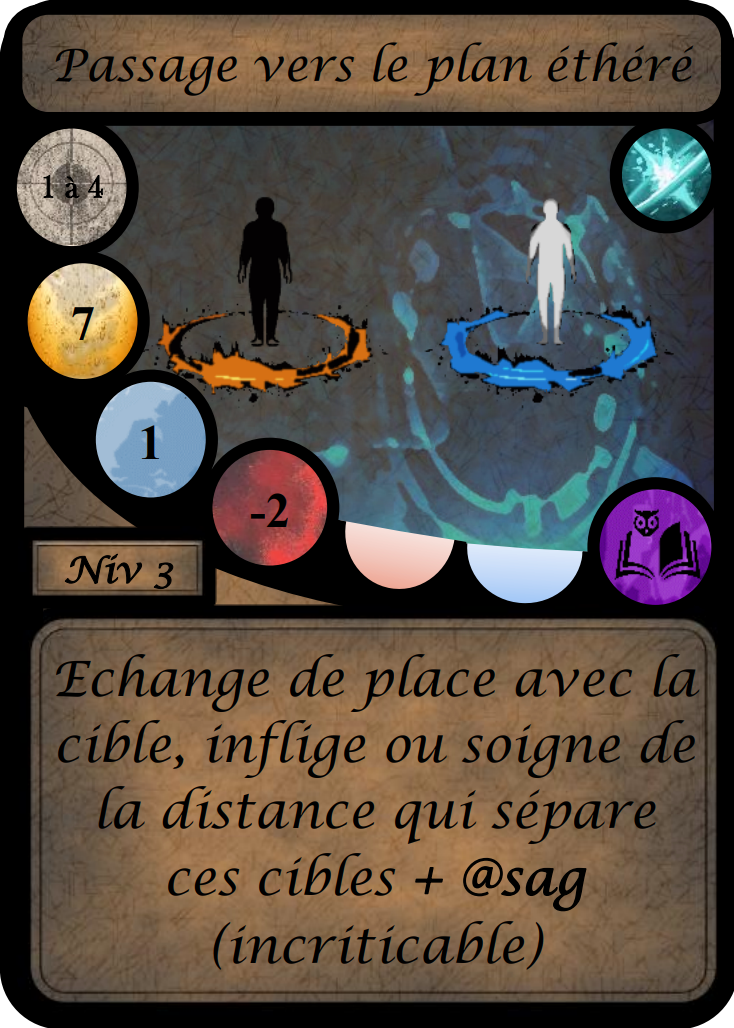 Passage vers le plan éthéré
1 à 4
7
1
-2
Niv 3
Echange de place avec la
cible, inflige ou soigne de
la distance qui sépare
ces cibles + @sag
(incriticable)